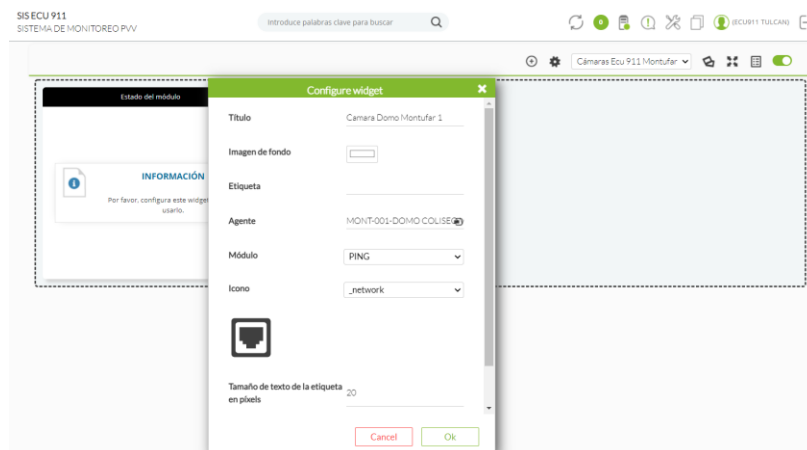 SIS ECU 911
SISTEMA DE MONITOREO PVV
Introduce palabras clave para buscar
0
(ECU911 TULCAN)
Cámaras Ecu 911 Montufar
Estado del módulo
INFORMACIÓN
Por favor, configura este widget
usarlo.
Configure widget
Título
Camara Domo Montufar 1
Imagen de fondo
Etiqueta
Agente
MONT-001-DOMO COLISEO
Módulo
PING
Icono
_network
Tamaño de texto de la etiqueta
en píxels
20
Cancel
Ok